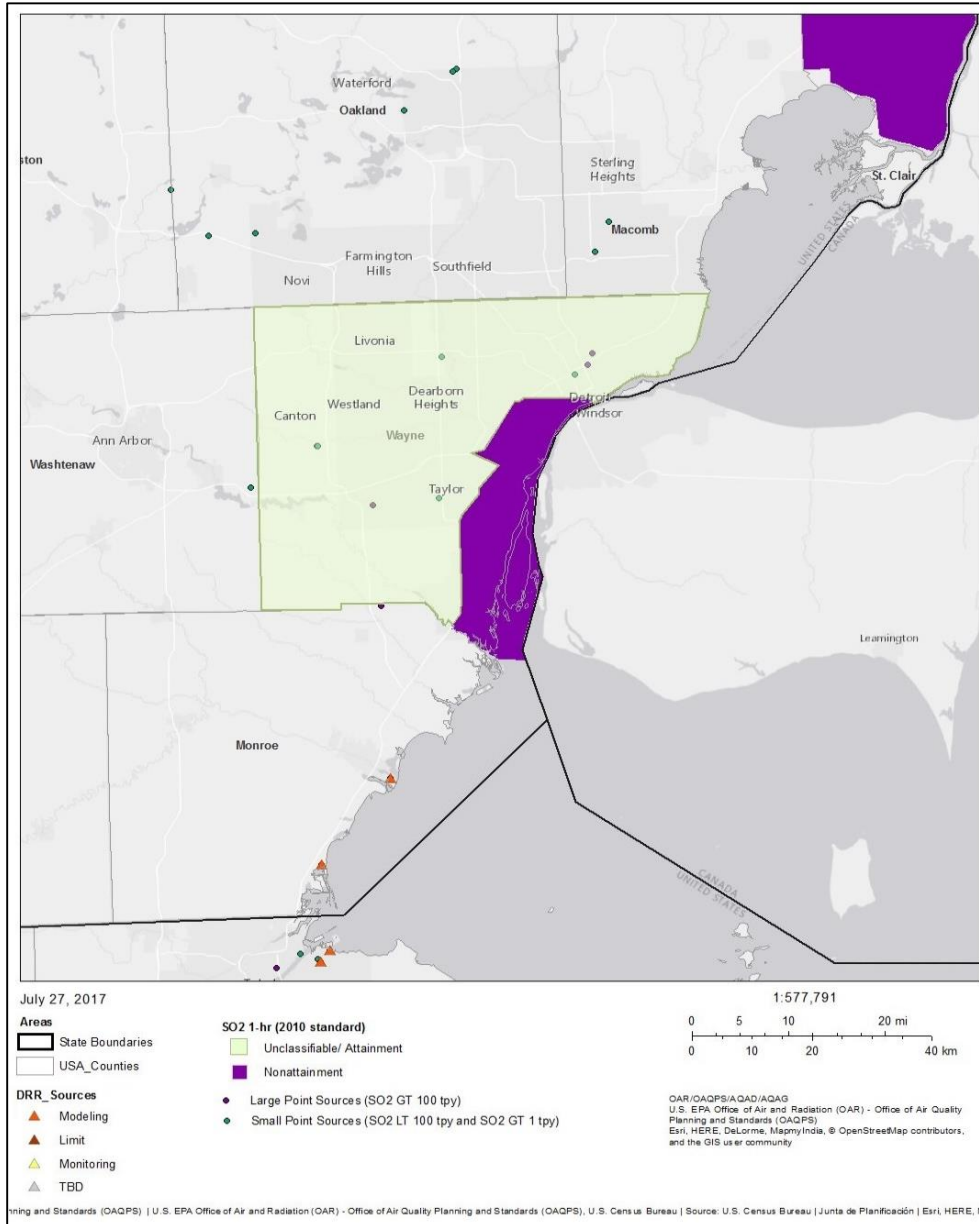 Waterford
Oakland
ston
Sterling
Heights
St. Clair
Macomb
UNITED STATES
CANADA
Farmington
Hills
Southfield
Novi
Livonia
Dearborn
Heights
Canton
Westland
Detroit
Windsor
Wayne
Ann Arbor
Washtenaw
Taylor
Leamington
Monroe
CANADA
UNITED STATES
July 27, 2017
1:577,791
Areas
State Boundaries
USA_Counties
DRR_Sources
Modeling
Limit
Monitoring
TBD
SO2 1-hr (2010 standard)
Unclassifiable/ Attainment
Nonattainment
Large Point Sources (SO2 GT 100 tpy)
Small Point Sources (SO2 LT 100 tpy and SO2 GT 1 tpy)
0 5 10 20 mi
0 10 20 40 km
OAR/OAQPS/AQAD/AQAG
U.S. EPA Office of Air and Radiation (OAR) - Office of Air Quality
Planning and Standards (OAQPS)
Esri, HERE, DeLorme, MapmyIndia, © OpenStreetMap contributors,
and the GIS user community
nning and Standards (OAQPS) | U.S. EPA Office of Air and Radiation (OAR) - Office of Air Quality Planning and Standards (OAQPS), U.S. Census Bureau | Source: U.S. Census Bureau | Junta de Planificación | Esri, HERE,